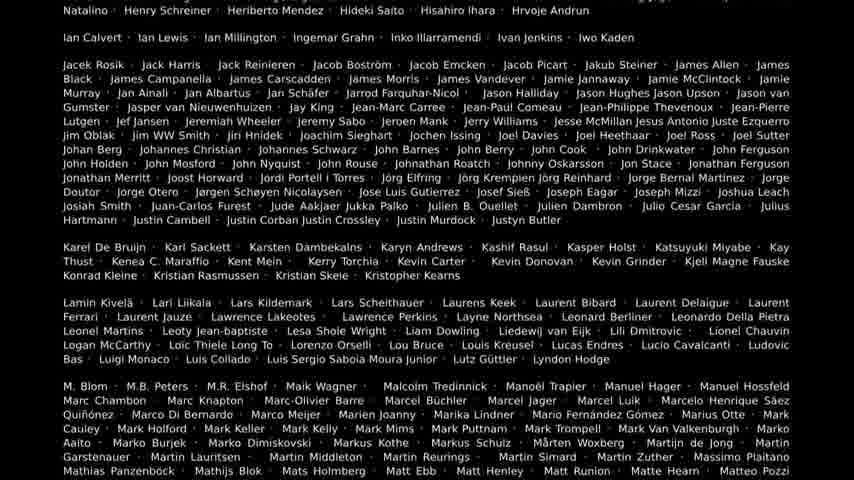 Natalino · Henry Schreiner · Heriberto Mendez · Hideki Saito · Hisahiro Ihara · Hrvoje Andrun
Ian Calvert · Ian Lewis · Ian Millington · Ingemar Grahn · Inko Illarramendi · Ivan Jenkins · Iwo Kaden
Jacek Rosik · Jack Harris · Jack Reinieren · Jacob Boström · Jacob Emcken · Jacob Picart · Jakub Steiner · James Allen · James
Black · James Campanella · James Carscadden · James Morris · James Vandever · Jamie Jannaway · Jamie McClintock · Jamie
Murray · Jan Ainali · Jan Albartus · Jan Schäfer · Jarrod Farquhar-Nicol · Jason Halliday · Jason Hughes Jason Upson · Jason van
Gumster · Jasper van Nieuwenhuizen · Jay King · Jean-Marc Carree · Jean-Paul Comeau · Jean-Philippe Thevenoux · Jean-Pierre
Lutgen · Jef Jansen · Jeremiah Wheeler · Jeremy Sabo · Jeroen Mank · Jerry Williams · Jesse McMillan Jesus Antonio Juste Ezquerro
Jim Oblak · Jim WW Smith · Jiri Hnídek · Joachim Sieghart · Jochen Issing · Joel Davies · Joel Heethaar · Joel Ross · Joel Sutter
Johan Berg · Johannes Christian · Johannes Schwarz · John Barnes · John Berry · John Cook · John Drinkwater · John Ferguson
John Holden · John Mosford · John Nyquist · John Rouse · Johnathan Roatch · Johnny Oskarsson · Jon Stace · Jonathan Ferguson
Jonathan Merritt · Joost Horward · Jordi Portell i Torres · Jörg Elfring · Jörg Krempien Jörg Reinhard · Jorge Bernal Martinez · Jorge
Doutor · Jorge Otero · Jørgen Schøyen Nicolaysen · Jose Luis Gutierrez · Josef Sieß · Joseph Eagar · Joseph Mizzi · Joshua Leach
Josiah Smith · Juan-Carlos Forest · Jude Aakjaer Jukka Palko · Julien B. Ouellet · Julien Dambron · Julio Cesar Garcia · Julius
Hartmann · Justin Cambell · Justin Corban Justin Crossley · Justin Murdock · Justyn Butler
Karel De Bruijn · Karl Sackett · Karsten Dambekalns · Karyn Andrews · Kashif Rasul · Kasper Holst · Katsuyuki Miyabe · Kay
Thust · Kenea C. Maraffio · Kent Mein · Kerry Torchia · Kevin Carter · Kevin Donovan · Kevin Grinder · Kjell Magne Fauske
Konrad Kleine · Kristian Rasmussen · Kristian Skeie · Kristopher Kearns
Lamin Kivelä · Lari Liikala · Lars Kildemark · Lars Scheithauer · Laurens Keek · Laurent Bibard · Laurent Delaigue · Laurent
Ferrari · Laurent Jauze · Lawrence Lakeotes · Lawrence Perkins · Layne Northsea · Leonard Berliner · Leonardo Della Pietra
Leonel Martins · Leoty Jean-baptiste · Lesa Shole Wright · Liam Dowling · Liedewij van Eijk · Lili Dmitrovic · Lionel Chauvin
Logan McCarthy · Loïc Thiele Long To · Lorenzo Orselli · Lou Bruce · Louis Kreusel · Lucas Endres · Lucio Cavalcanti · Ludovic
Bas · Luigi Monaco · Luis Collado · Luis Sergio Saboia Moura Junior · Lutz Güttler · Lyndon Hodge
M. Blom · M.B. Peters · M.R. Elshof · Maik Wagner · Malcolm Tredinnick · Manoël Trapier · Manuel Hager · Manuel Hossfeld
Marc Chambon · Marc Knapton · Marc-Olivier Barre · Marcel Büchler · Marcel Jager · Marcel Luik · Marcelo Henrique Sáez
Quiñónez · Marco Di Bernardo · Marco Meijer · Marien Joanny · Marika Lindner · Mario Fernández Gómez · Marius Otte · Mark
Cauley · Mark Holford · Mark Keller · Mark Kelly · Mark Mims · Mark Puttnam · Mark Trompell · Mark Van Valkenburgh · Marko
Aaito · Marko Burjek · Marko Dimiskovski · Markus Kothe · Markus Schulz · Mårten Woxberg · Martijn de Jong · Martin
Garstenauer · Martin Lauritsen · Martin Middleton · Martin Reurings · Martin Simard · Martin Zuther · Massimo Plaitano
Mathias Panzenböck · Mathijs Blok · Mats Holmberg · Matt Ebb · Matt Henley · Matt Runion · Matte Hearn · Matteo Pozzi